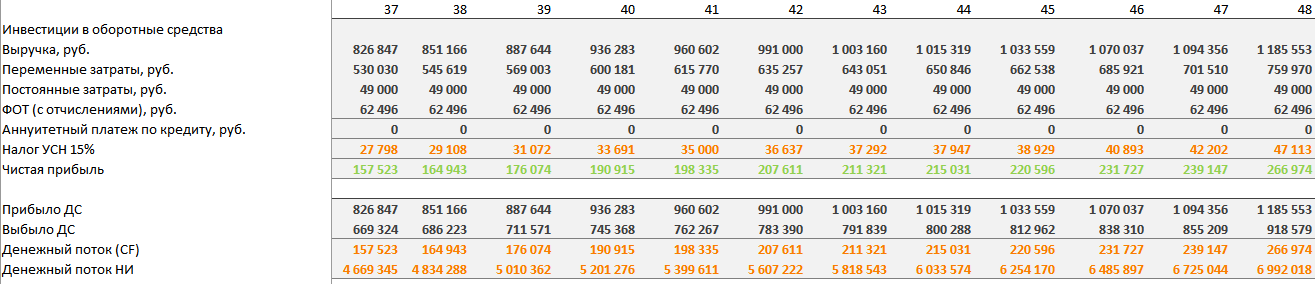 37 38 39 40 41 42 43 44 45 46 47 48
Инвестиции в оборотные средства
Выручка, руб. 826 847 851 166 887 644 936 283 960 602 991 000 1 003 160 1 015 319 1 033 559 1 070 037 1 094 356 1 185 553
Переменные затраты, руб. 530 030 545 619 569 003 600 181 615 770 635 257 643 051 650 846 662 538 685 921 701 510 759 970
Постоянные затраты, руб. 49 000 49 000 49 000 49 000 49 000 49 000 49 000 49 000 49 000 49 000 49 000 49 000
ФОТ (с отчислениями), руб. 62 496 62 496 62 496 62 496 62 496 62 496 62 496 62 496 62 496 62 496 62 496 62 496
Аннуитетный платеж по кредиту, руб. 0 0 0 0 0 0 0 0 0 0 0 0
Налог УСН 15% 27 798 29 108 31 072 33 691 35 000 36 637 37 292 37 947 38 929 40 893 42 202 47 113
Чистая прибыль 157 523 164 943 176 074 190 915 198 335 207 611 211 321 215 031 220 596 231 727 239 147 266 974
Прибыло ДС 826 847 851 166 887 644 936 283 960 602 991 000 1 003 160 1 015 319 1 033 559 1 070 037 1 094 356 1 185 553
Выбыло ДС 669 324 686 223 711 571 745 368 762 267 783 390 791 839 800 288 812 962 838 310 855 209 918 579
Денежный поток (CF) 157 523 164 943 176 074 190 915 198 335 207 611 211 321 215 031 220 596 231 727 239 147 266 974
Денежный поток НИ 4 669 345 4 834 288 5 010 362 5 201 276 5 399 611 5 607 222 5 818 543 6 033 574 6 254 170 6 485 897 6 725 044 6 992 018